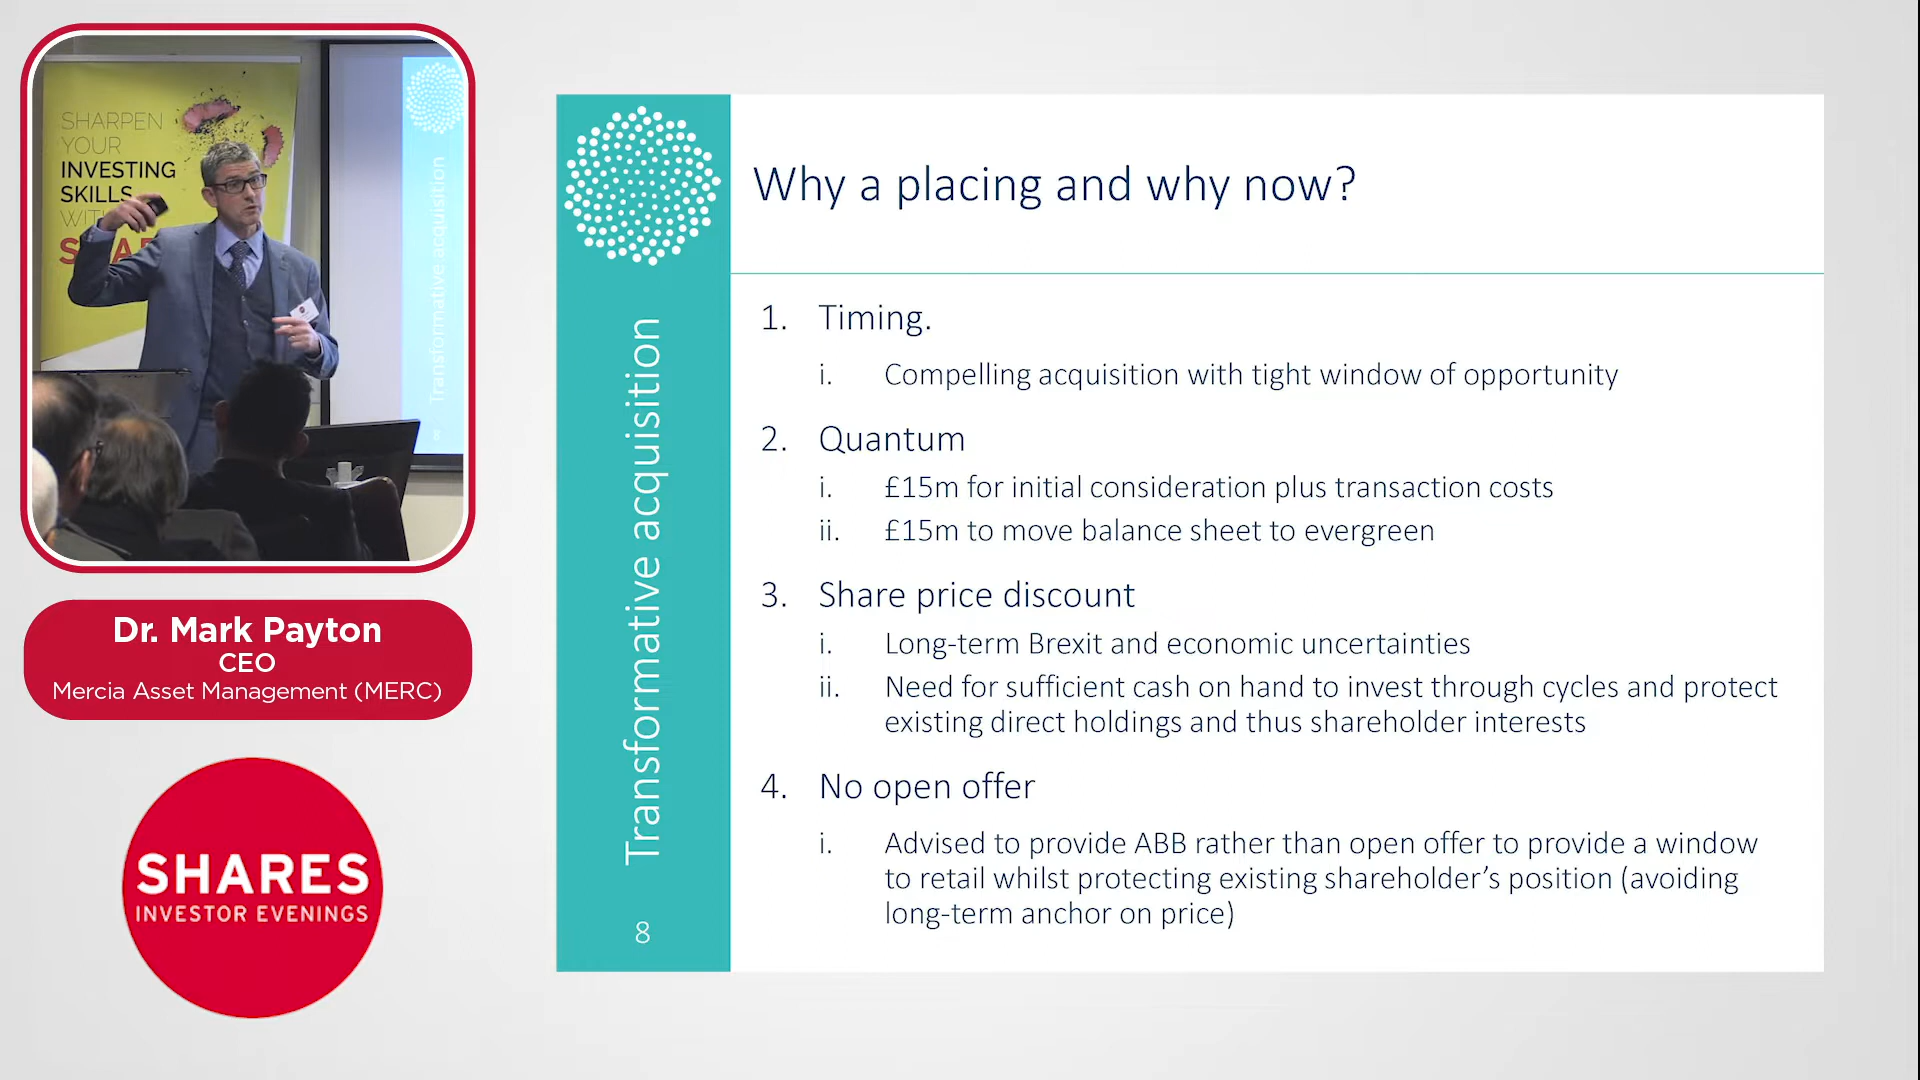 SHARPEN
YOUR
INVESTING
SKILLS
WITH
Transformative acquisition
8
Dr. Mark Payton
CEO
Mercia Asset Management (MERC)
SHARES
INVESTOR EVENINGS
Transformative acquisition
8
Why a placing and why now?
1. Timing.
i. Compelling acquisition with tight window of opportunity
2. Quantum
i. £15m for initial consideration plus transaction costs
ii. £15m to move balance sheet to evergreen
3. Share price discount
i. Long-term Brexit and economic uncertainties
ii. Need for sufficient cash on hand to invest through cycles and protect
existing direct holdings and thus shareholder interests
4. No open offer
i. Advised to provide ABB rather than open offer to provide a window
to retail whilst protecting existing shareholder’s position (avoiding
long-term anchor on price)